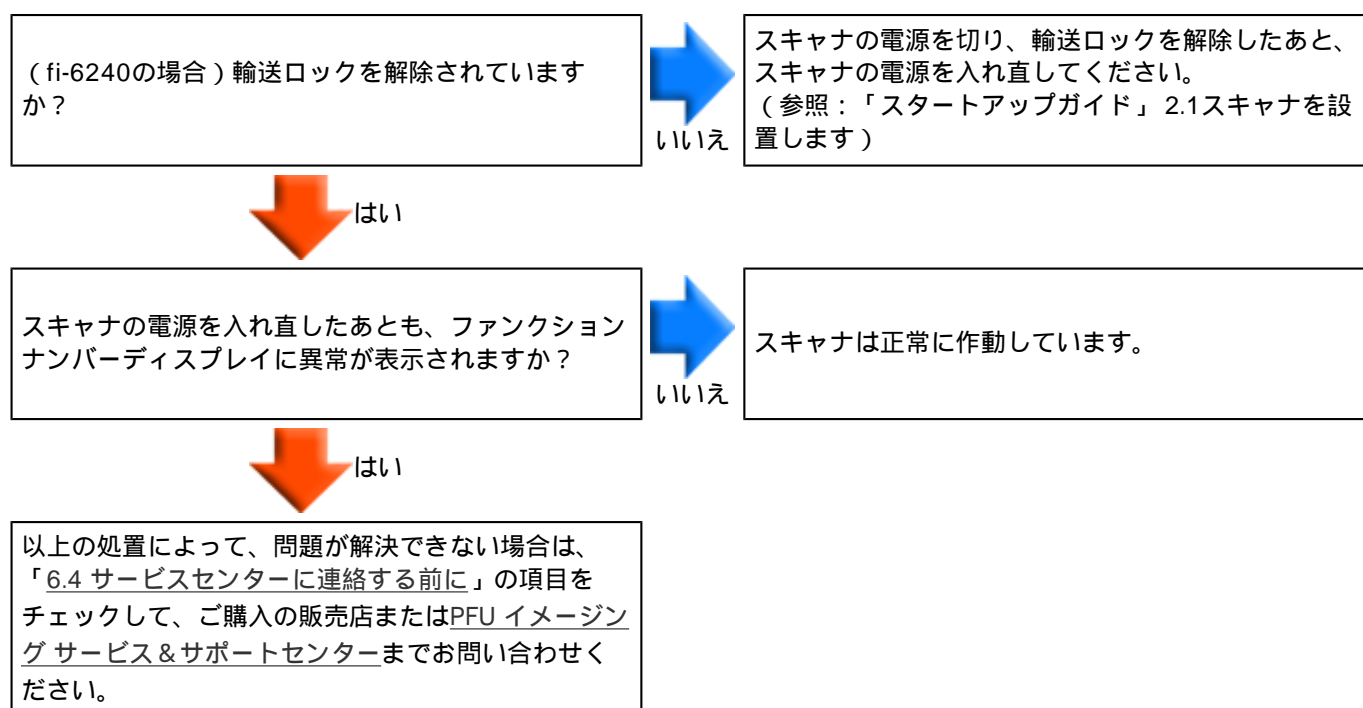 （fi-6240の場合）輸送ロックを解除されています
か？
いいえ
スキャナの電源を切り、輸送ロックを解除したあと、
スキャナの電源を入れ直してください。
（参照：「スタートアップガイド」 2.1スキャナを設
置します）
はい
スキャナの電源を入れ直したあとも、ファンクション
ナンバーディスプレイに異常が表示されますか？
いいえ
スキャナは正常に作動しています。
はい
以上の処置によって、問題が解決できない場合は、
「6.4 サービスセンターに連絡する前に」の項目を
チェックして、ご購入の販売店またはPFU イメージン
グ サービス＆サポートセンターまでお問い合わせく
ださい。